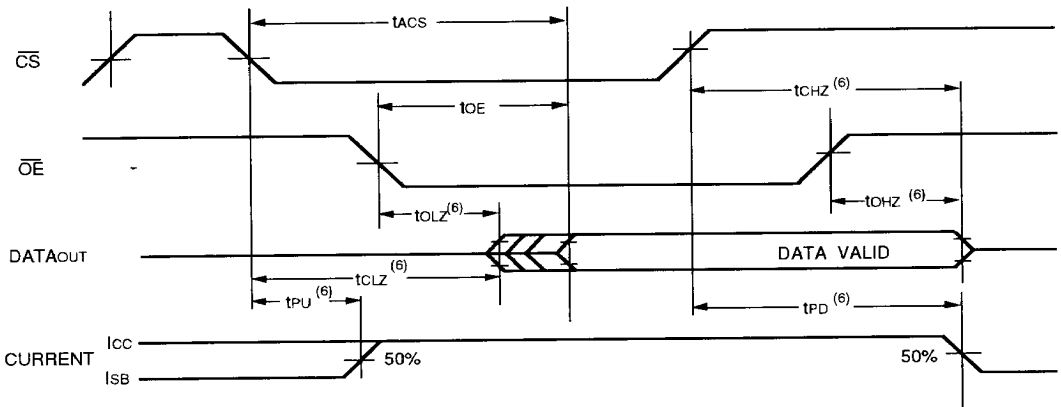 tACS
CS
tCHZ (6)
tOE
OE
tOLZ (6)
tOHZ (6)
DATAOUT
DATA VALID
tCLZ (6)
tPU (6)
tPD (6)
ICC
CURRENT
50%
50%
ISB